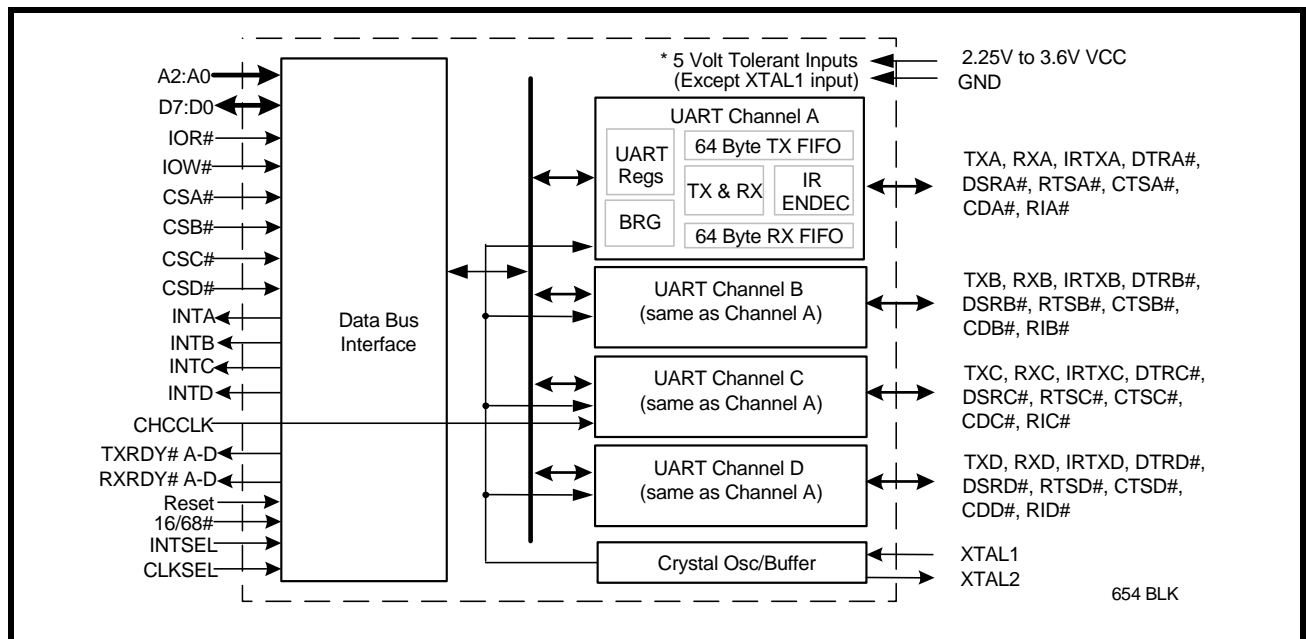 A2:A0
D7:D0
IOR#
IOW#
CSA#
CSB#
CSC#
CSD#
INTA
INTB
INTC
INTD
CHCCLK
TXRDY# A-D
RXRDY# A-D
Reset
16/68#
INTSEL
CLKSEL
Data Bus
Interface
* 5 Volt Tolerant Inputs
(Except XTAL1 input)
2.25V to 3.6V VCC
GND
UART Channel A
UART
Regs
BRG
64 Byte TX FIFO
TX & RX
IR
ENDEC
64 Byte RX FIFO
TXA, RXA, IRTXA, DTRA#,
DSRA#, RTSA#, CTSA#,
CDA#, RIA#
UART Channel B
(same as Channel A)
TXB, RXB, IRTXB, DTRB#,
DSRB#, RTSB#, CTSB#,
CDB#, RIB#
UART Channel C
(same as Channel A)
TXC, RXC, IRTXC, DTRC#,
DSRC#, RTSC#, CTSC#,
CDC#, RIC#
UART Channel D
(same as Channel A)
TXD, RXD, IRTXD, DTRD#,
DSRD#, RTSD#, CTSD#,
CDD#, RID#
Crystal Osc/Buffer
XTAL1
XTAL2
654 BLK